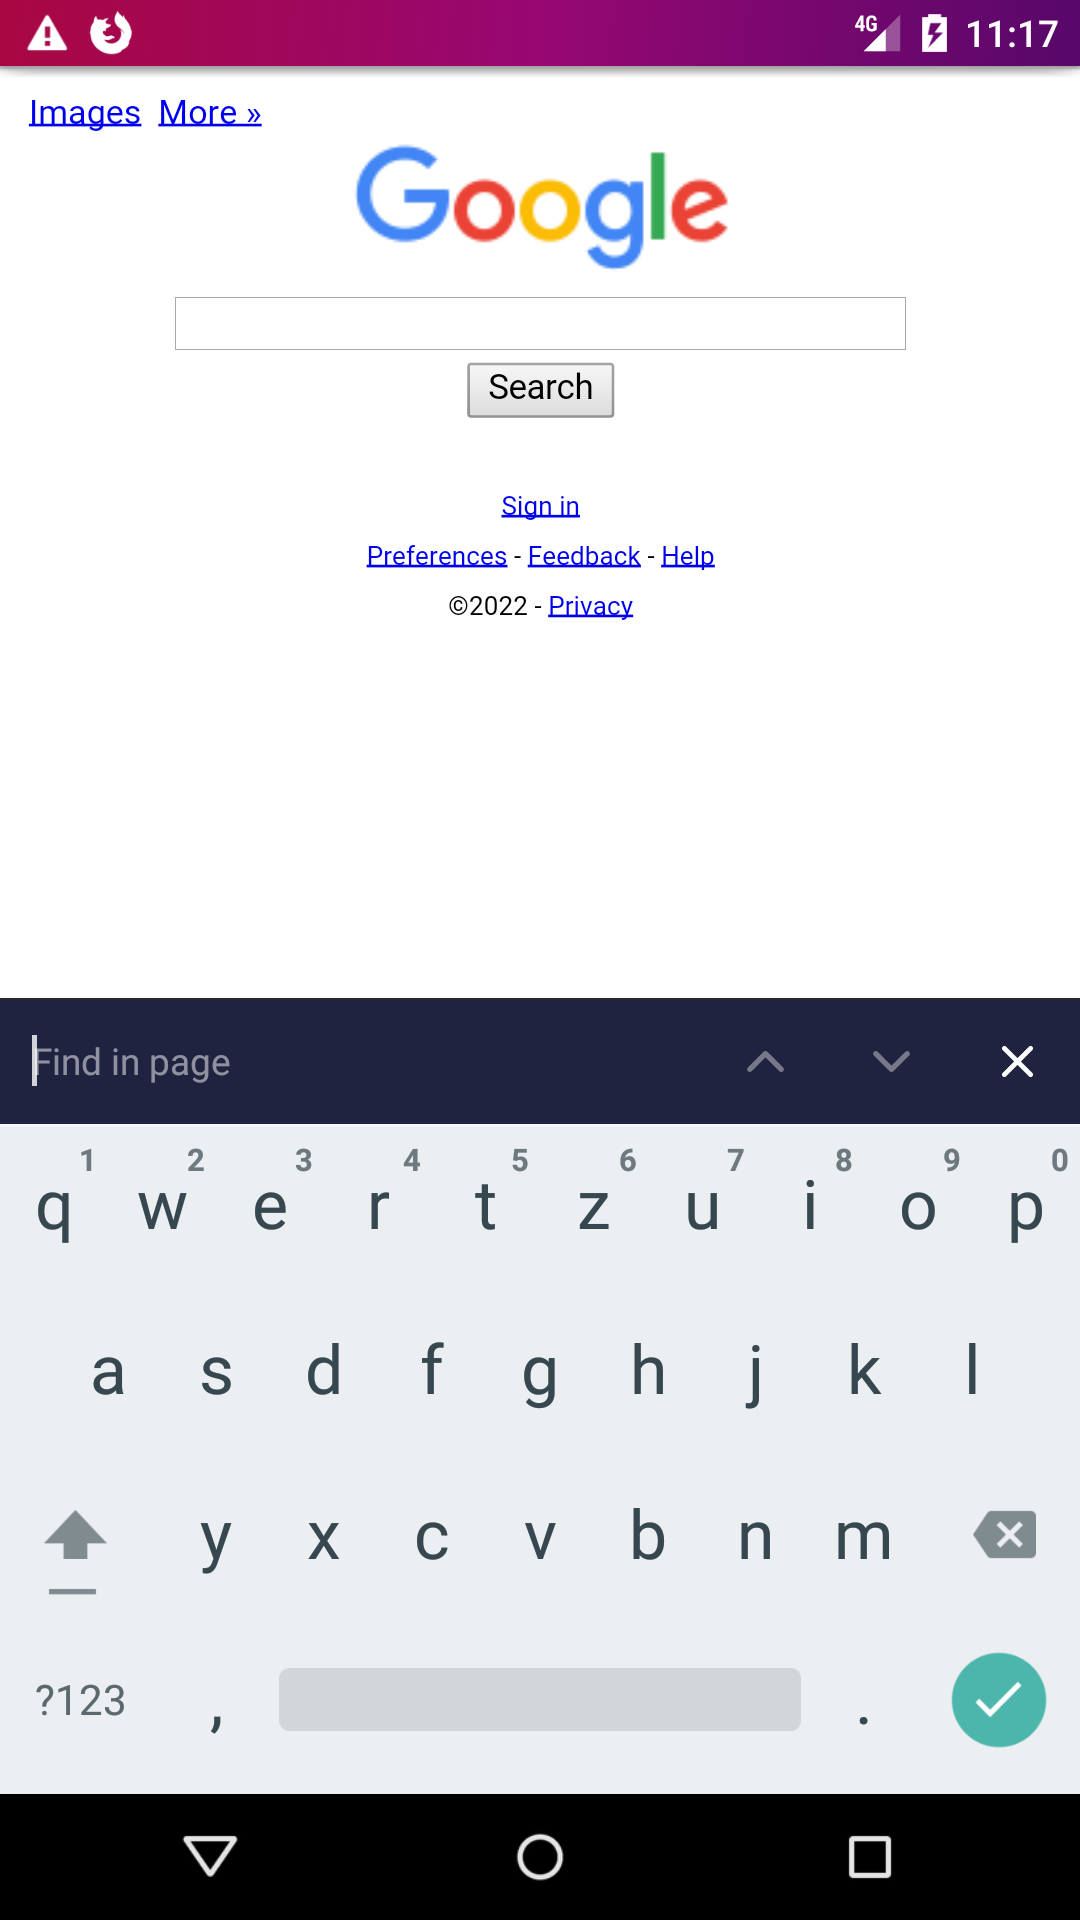 4G 11:17
Images More »
Google
Search
Sign in
Preferences - Feedback - Help
©2022 - Privacy
Find in page
1 2 3 4 5 6 7 8 9 0
q w e r t z u i o p
a s d f g h j k l
y x c v b n m
?123 , .